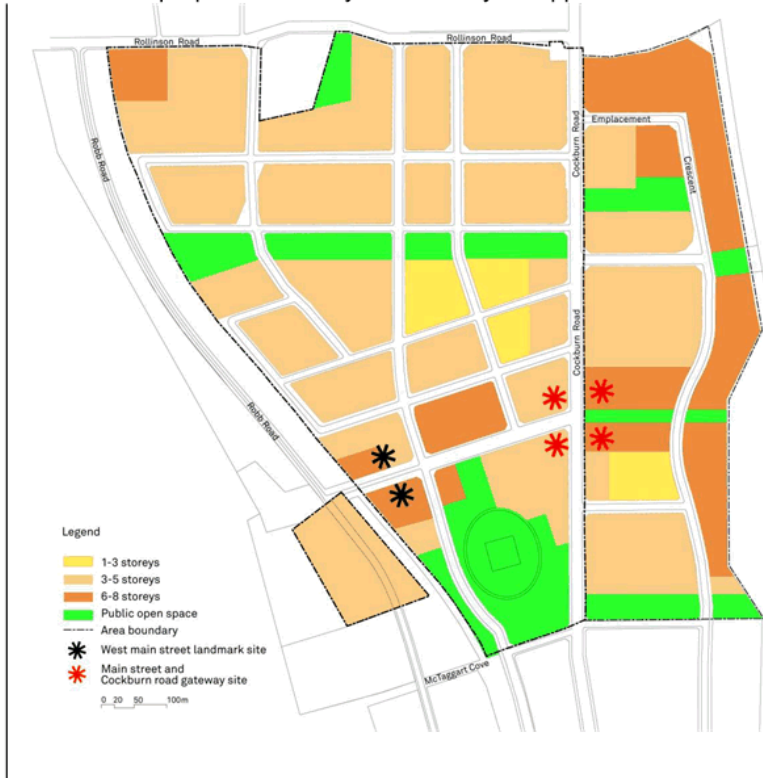 Rollinson Road
Rollinson Road
Emplacement
Crescent
Cockburn Road
Robb Road
Cockburn Road
Robb Road
Legend
1-3 storeys
3-5 storeys
6-8 storeys
Public open space
Area boundary
West main street landmark site
Main street and
Cockburn road gateway site
0 20 50 100m
McTaggart Cove